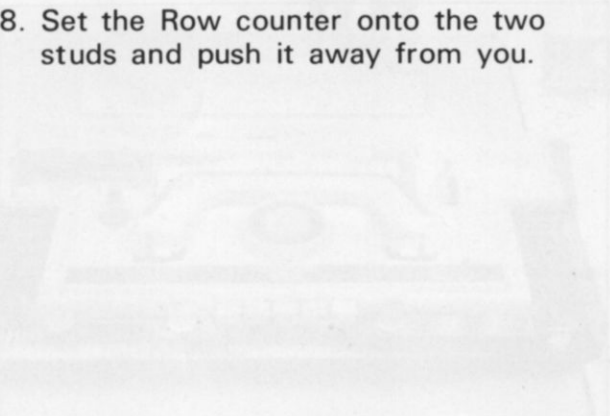 8. Set the Row counter onto the two
studs and push it away from you.